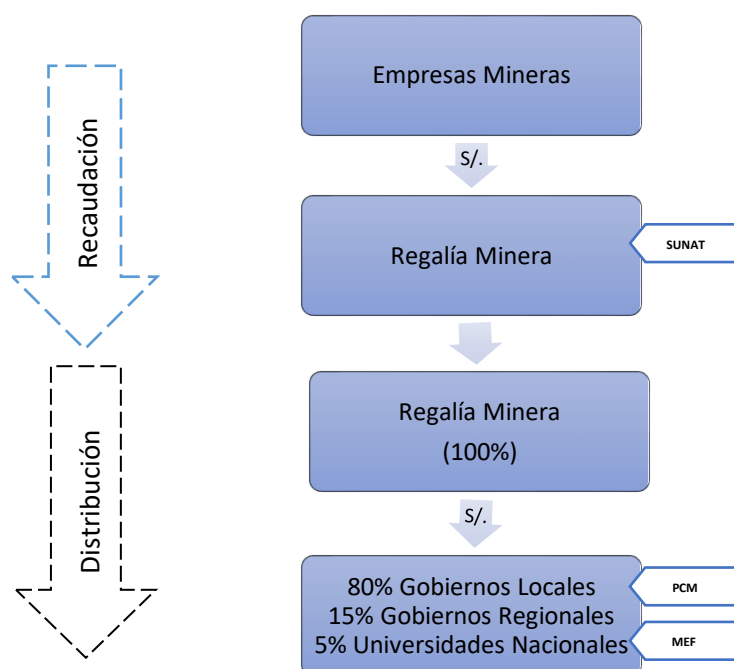 Empresas Mineras
S/.
Recaudación
Regalía Minera
SUNAT
Regalía Minera
(100%)
S/.
Distribución
80% Gobiernos Locales
15% Gobiernos Regionales
5% Universidades Nacionales
PCM
MEF